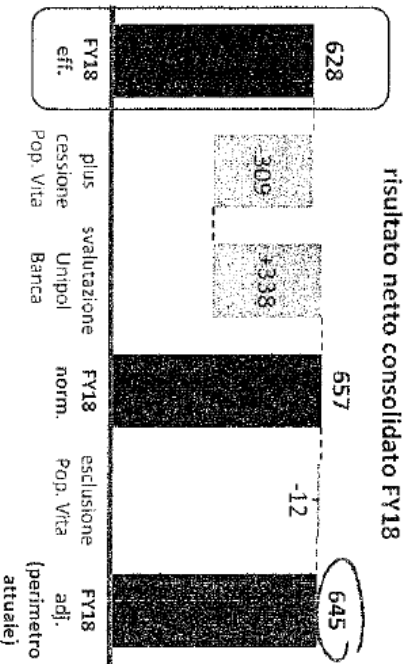 risultato netto consolidato FY18
628
-309
+338
657
-12
645
FY18
eff.
plus
cessione
Pop. Vita
svalutazione
Unipol
Banca
FY18
norm.
esclusione
Pop. Vita
FY18
adj.
(perimetro
attuale)